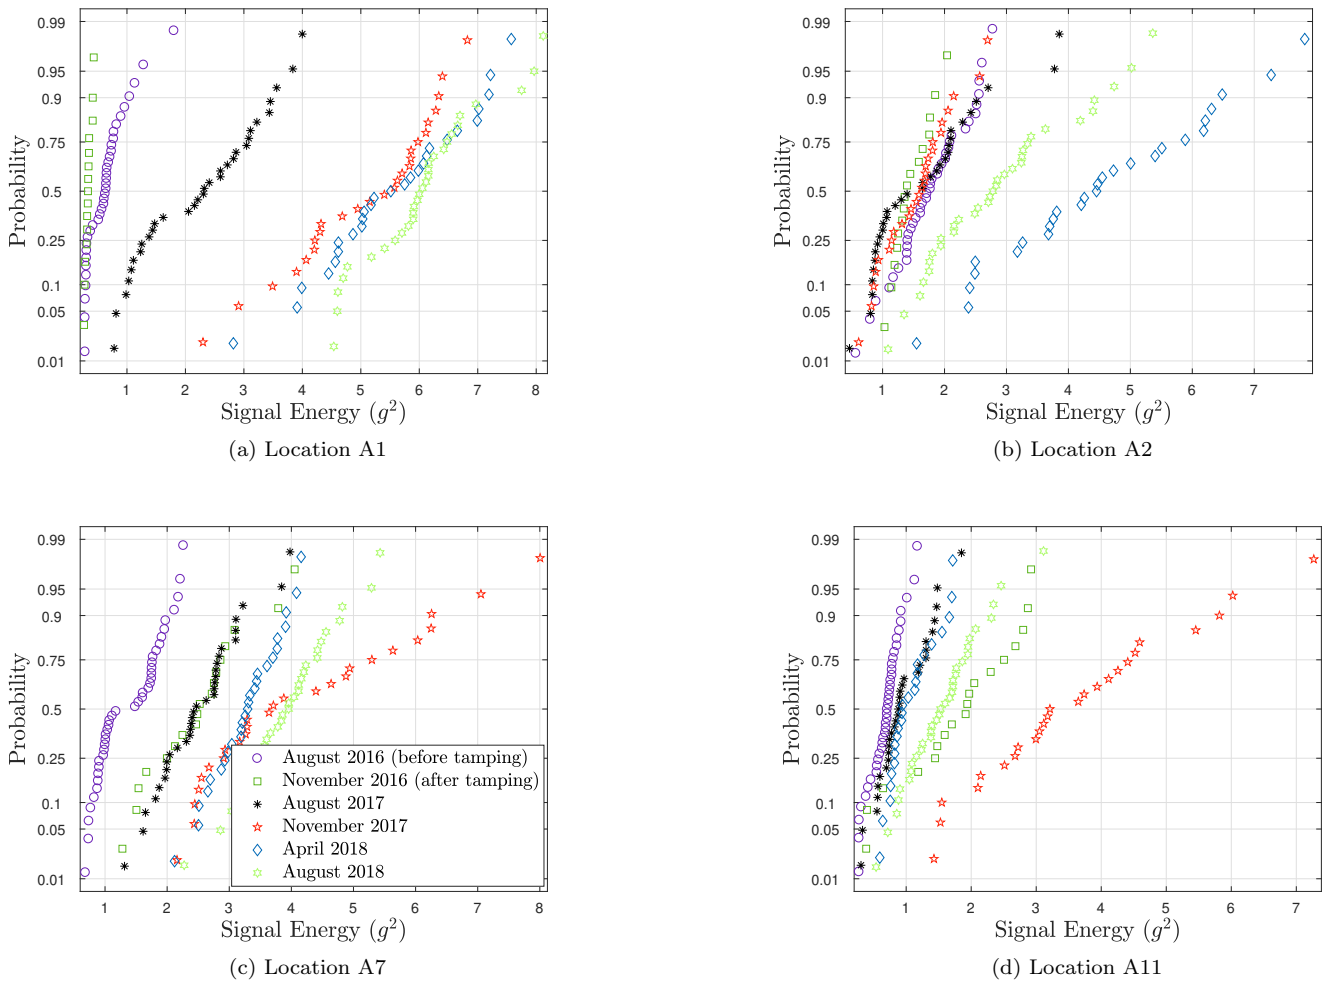 0.99
0.95
0.9
0.75
0.5
0.25
0.1
0.05
0.01
Probability
1 2 3 4 5 6 7 8
Signal Energy (g²)
(a) Location A1
0.99
0.95
0.9
0.75
0.5
0.25
0.1
0.05
0.01
Probability
1 2 3 4 5 6 7
Signal Energy (g²)
(b) Location A2
0.99
0.95
0.9
0.75
0.5
0.25
0.1
0.05
0.01
Probability
August 2016 (before tamping)
November 2016 (after tamping)
August 2017
November 2017
April 2018
August 2018
1 2 3 4 5 6 7 8
Signal Energy (g²)
(c) Location A7
0.99
0.95
0.9
0.75
0.5
0.25
0.1
0.05
0.01
Probability
1 2 3 4 5 6 7
Signal Energy (g²)
(d) Location A11